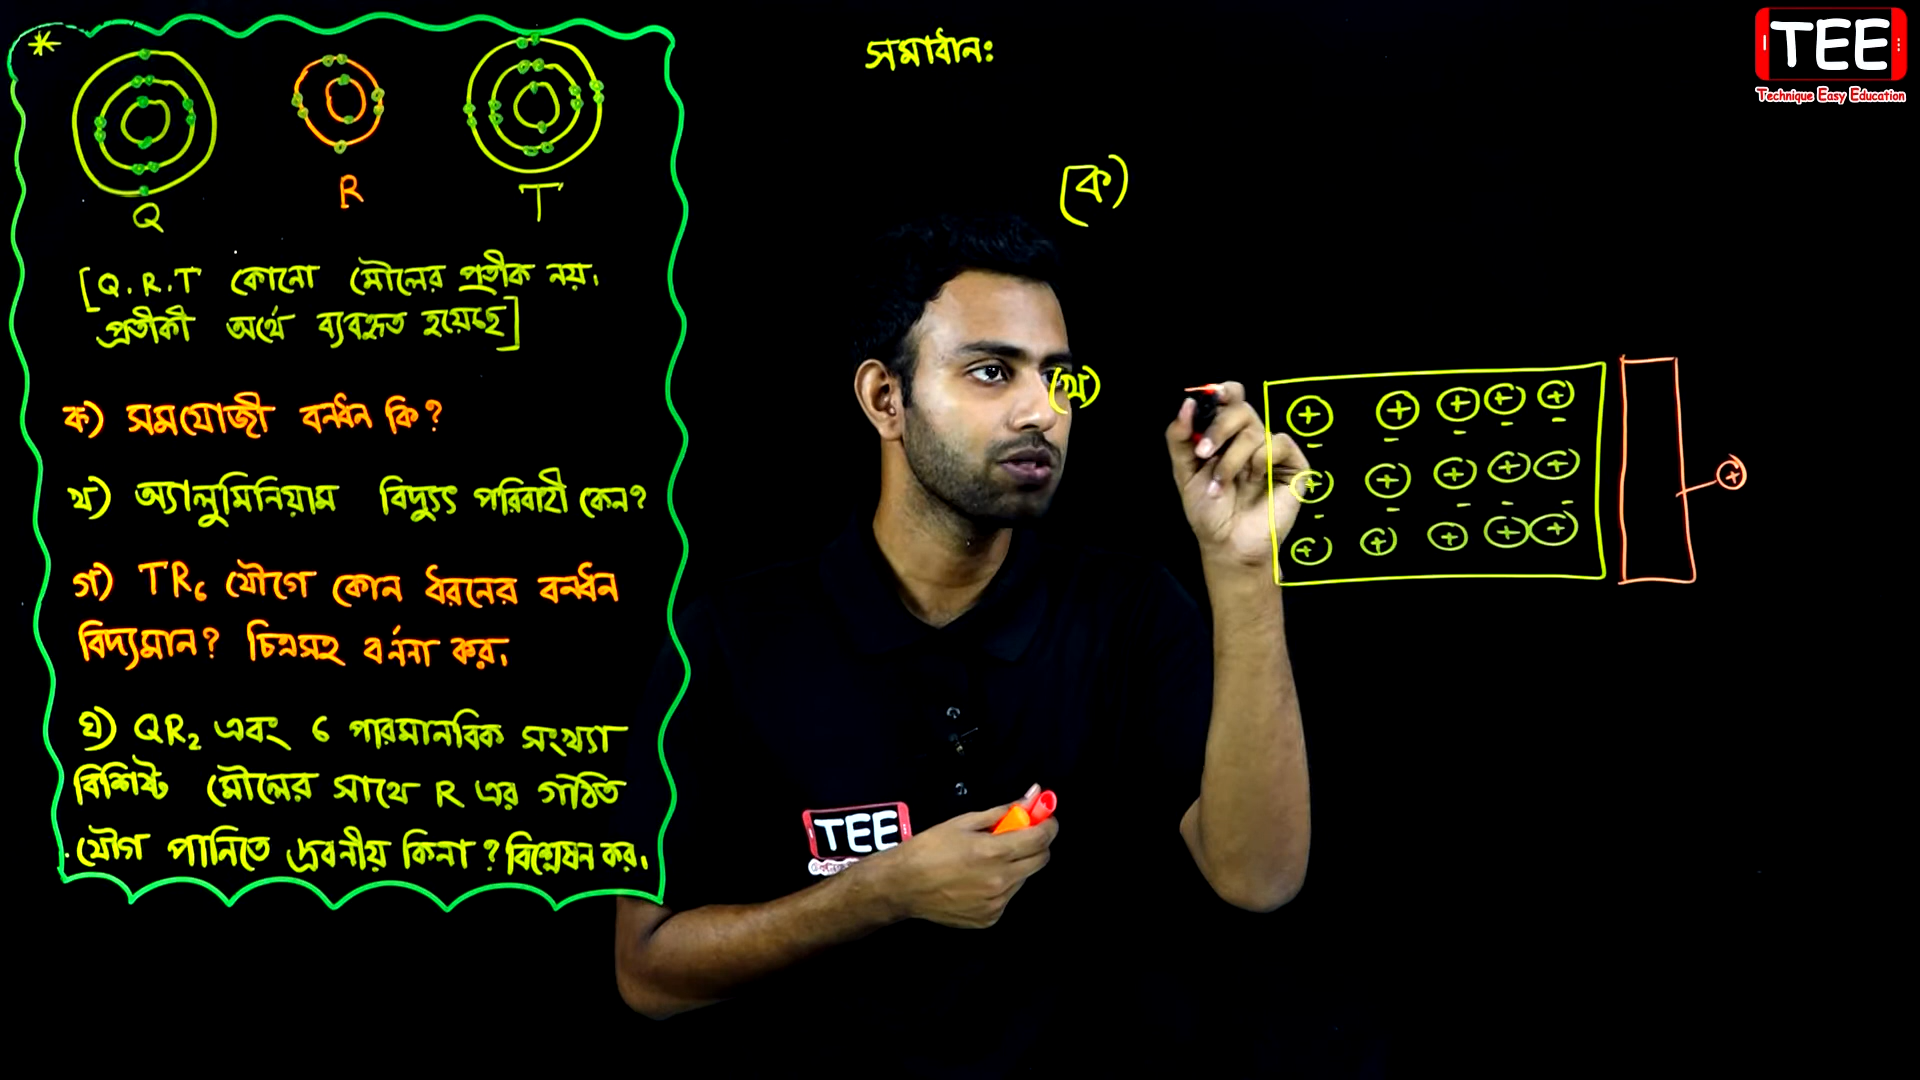 *
Q
R
T
[Q.R.T কোনো মৌলের প্রতীক নয়।
প্রতীকী অর্থে ব্যবহৃত হয়েছে]
ক) সমযোজী বন্ধন কি?
খ) অ্যালুমিনিয়াম বিদ্যুৎ পরিবাহী কেন?
গ) TR₆ যৌগে কোন ধরনের বন্ধন
বিদ্যমান? চিত্রসহ বর্ননা কর।
ঘ) QR₂ এবং 6 পারমানবিক সংখ্যা
বিশিষ্ট মৌলের সাথে R এর গঠিত
যৌগ পানিতে দ্রবনীয় কিনা? বিশ্লেষন কর।
সমাধানঃ
(ক)
(খ)
+ + + + +
- - - - -
+ + + + +
- - - - -
+ + + + +
+
TEE
Technique Easy Education
TEE